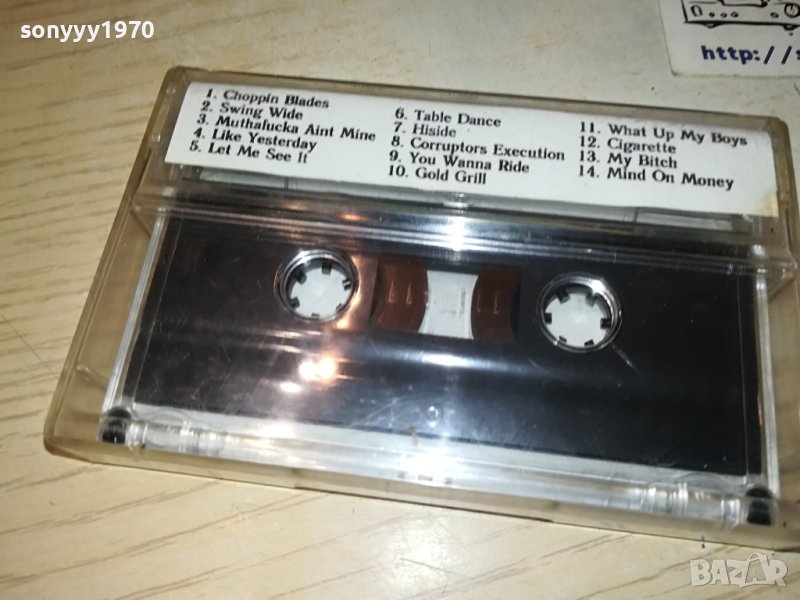 sonyyy1970
http://
1. Choppin Blades
2. Swing Wide
3. Muthafucka Aint Mine
4. Like Yesterday
5. Let Me See It
6. Table Dance
7. Hiside
8. Corruptors Execution
9. You Wanna Ride
10. Gold Grill
11. What Up My Boys
12. Cigarette
13. My Bitch
14. Mind On Money
BAZAR